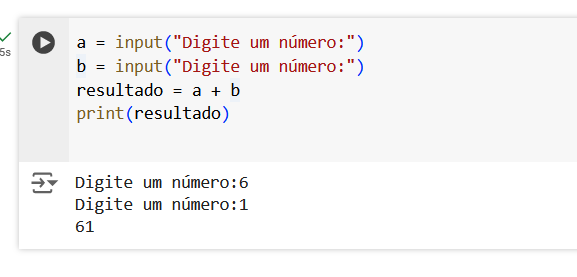 a = input("Digite um número:")
b = input("Digite um número:")
resultado = a + b
print(resultado)
5s
Digite um número:6
Digite um número:1
61